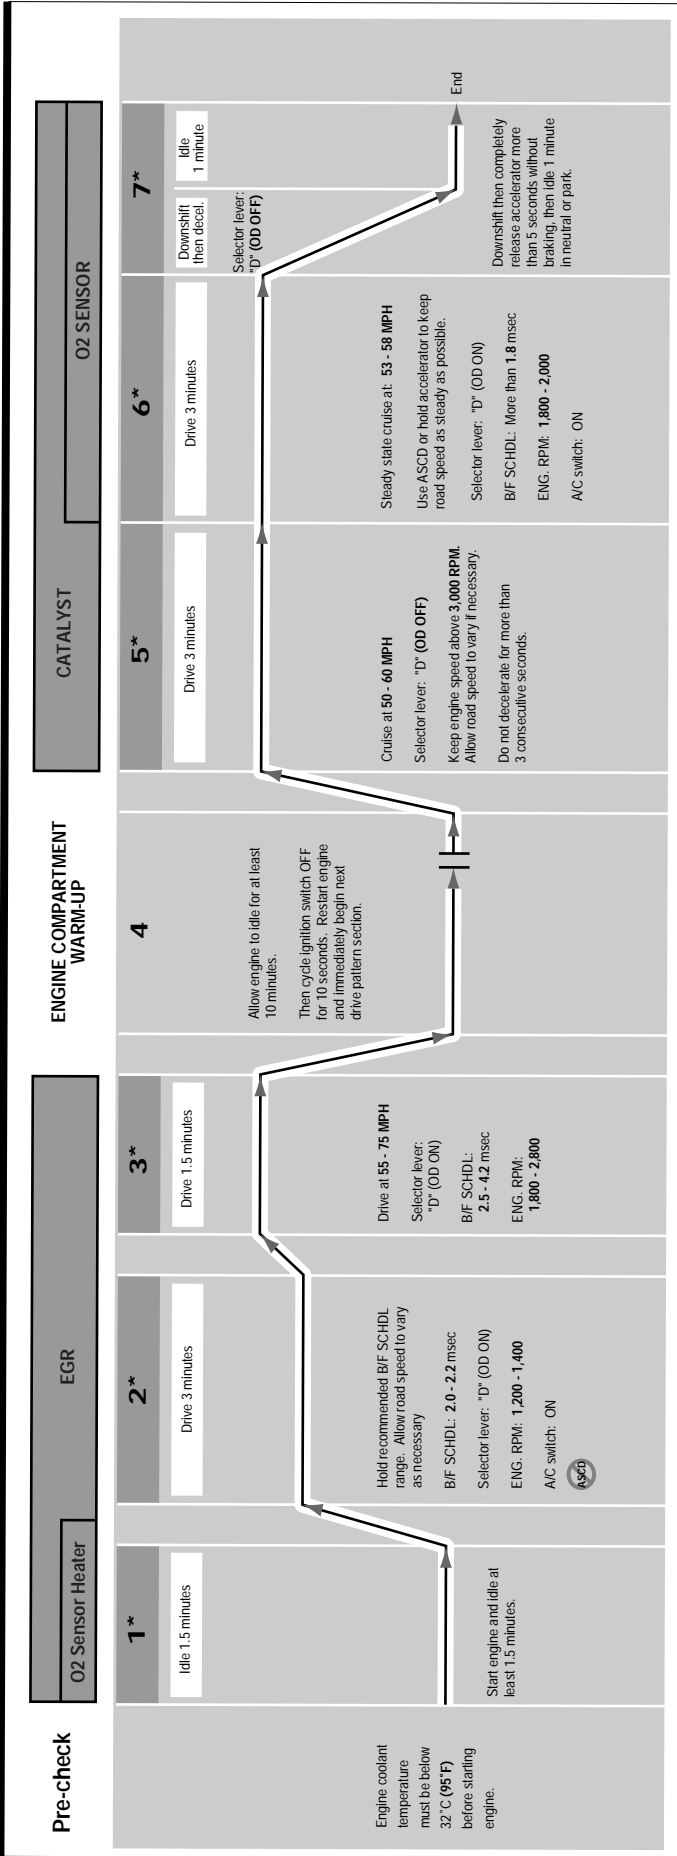 Pre-check
O2 Sensor Heater
EGR
ENGINE COMPARTMENT
WARM-UP
CATALYST
O2 SENSOR
Engine coolant
temperature
must be below
32˚C (95˚F)
before starting
engine.
1*
Idle 1.5 minutes
Start engine and idle at
least 1.5 minutes.
2*
Drive 3 minutes
Hold recommended B/F SCHDL
range. Allow road speed to vary
as necessary
B/F SCHDL: 2.0 - 2.2 msec
Selector lever: "D" (OD ON)
ENG. RPM: 1,200 - 1,400
A/C switch: ON
ASCD
3*
Drive 1.5 minutes
Drive at 55 - 75 MPH
Selector lever:
"D" (OD ON)
B/F SCHDL:
2.5 - 4.2 msec
ENG. RPM:
1,800 - 2,800
4
Allow engine to idle for at least
10 minutes.
Then cycle ignition switch OFF
for 10 seconds. Restart engine
and immediately begin next
drive pattern section.
5*
Drive 3 minutes
Cruise at 50 - 60 MPH
Selector lever: "D" (OD OFF)
Keep engine speed above 3,000 RPM.
Allow road speed to vary if necessary.
Do not decelerate for more than
3 consecutive seconds.
6*
Drive 3 minutes
Steady state cruise at: 53 - 58 MPH
Use ASCD or hold accelerator to keep
road speed as steady as possible.
Selector lever: "D" (OD ON)
B/F SCHDL: More than 1.8 msec
ENG. RPM: 1,800 - 2,000
A/C switch: ON
7*
Downshift
then decel.
Idle
1 minute
Selector lever:
"D" (OD OFF)
End
Downshift then completely
release accelerator more
than 5 seconds without
braking, then idle 1 minute
in neutral or park.